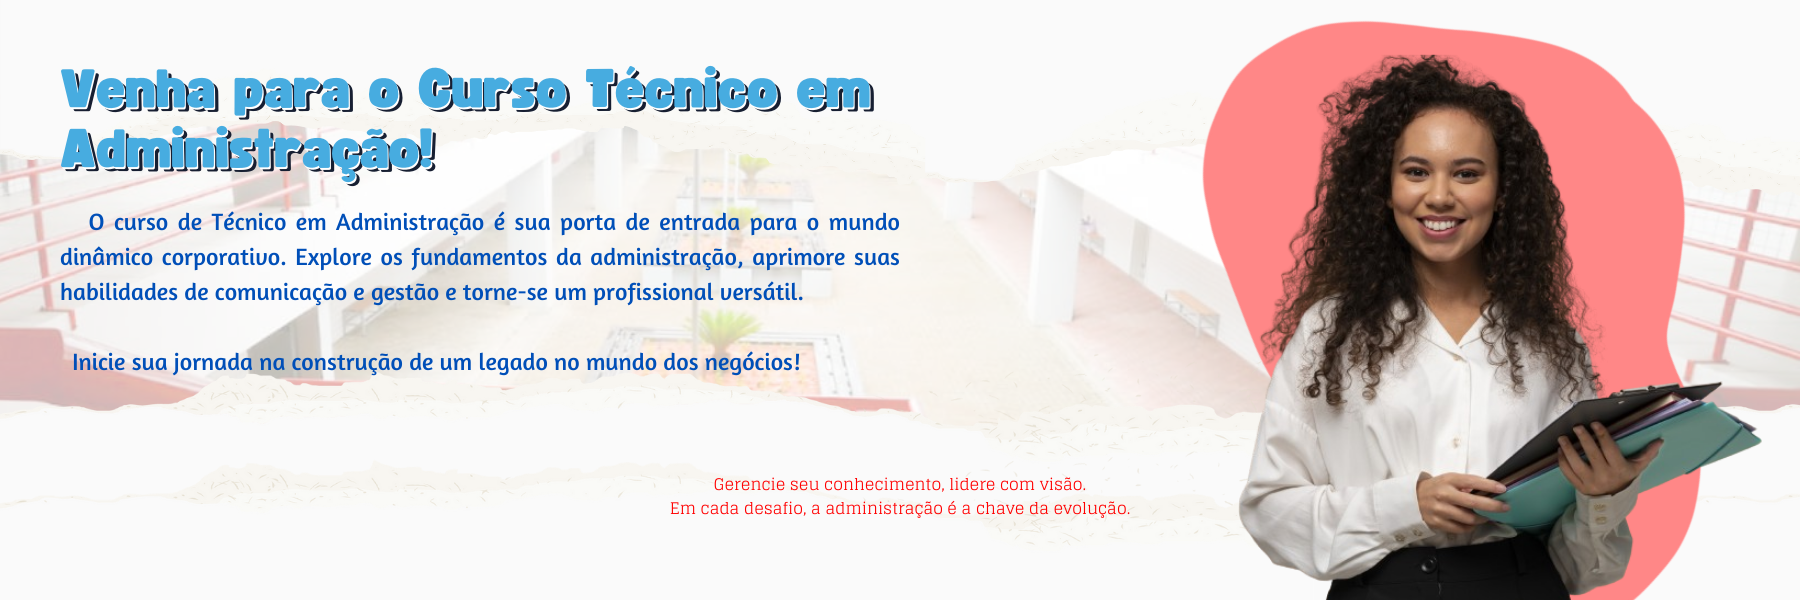 Venha para o Curso Técnico em
Administração!
O curso de Técnico em Administração é sua porta de entrada para o mundo
dinâmico corporativo. Explore os fundamentos da administração, aprimore suas
habilidades de comunicação e gestão e torne-se um profissional versátil.
Inicie sua jornada na construção de um legado no mundo dos negócios!
Gerencie seu conhecimento, lidere com visão.
Em cada desafio, a administração é a chave da evolução.